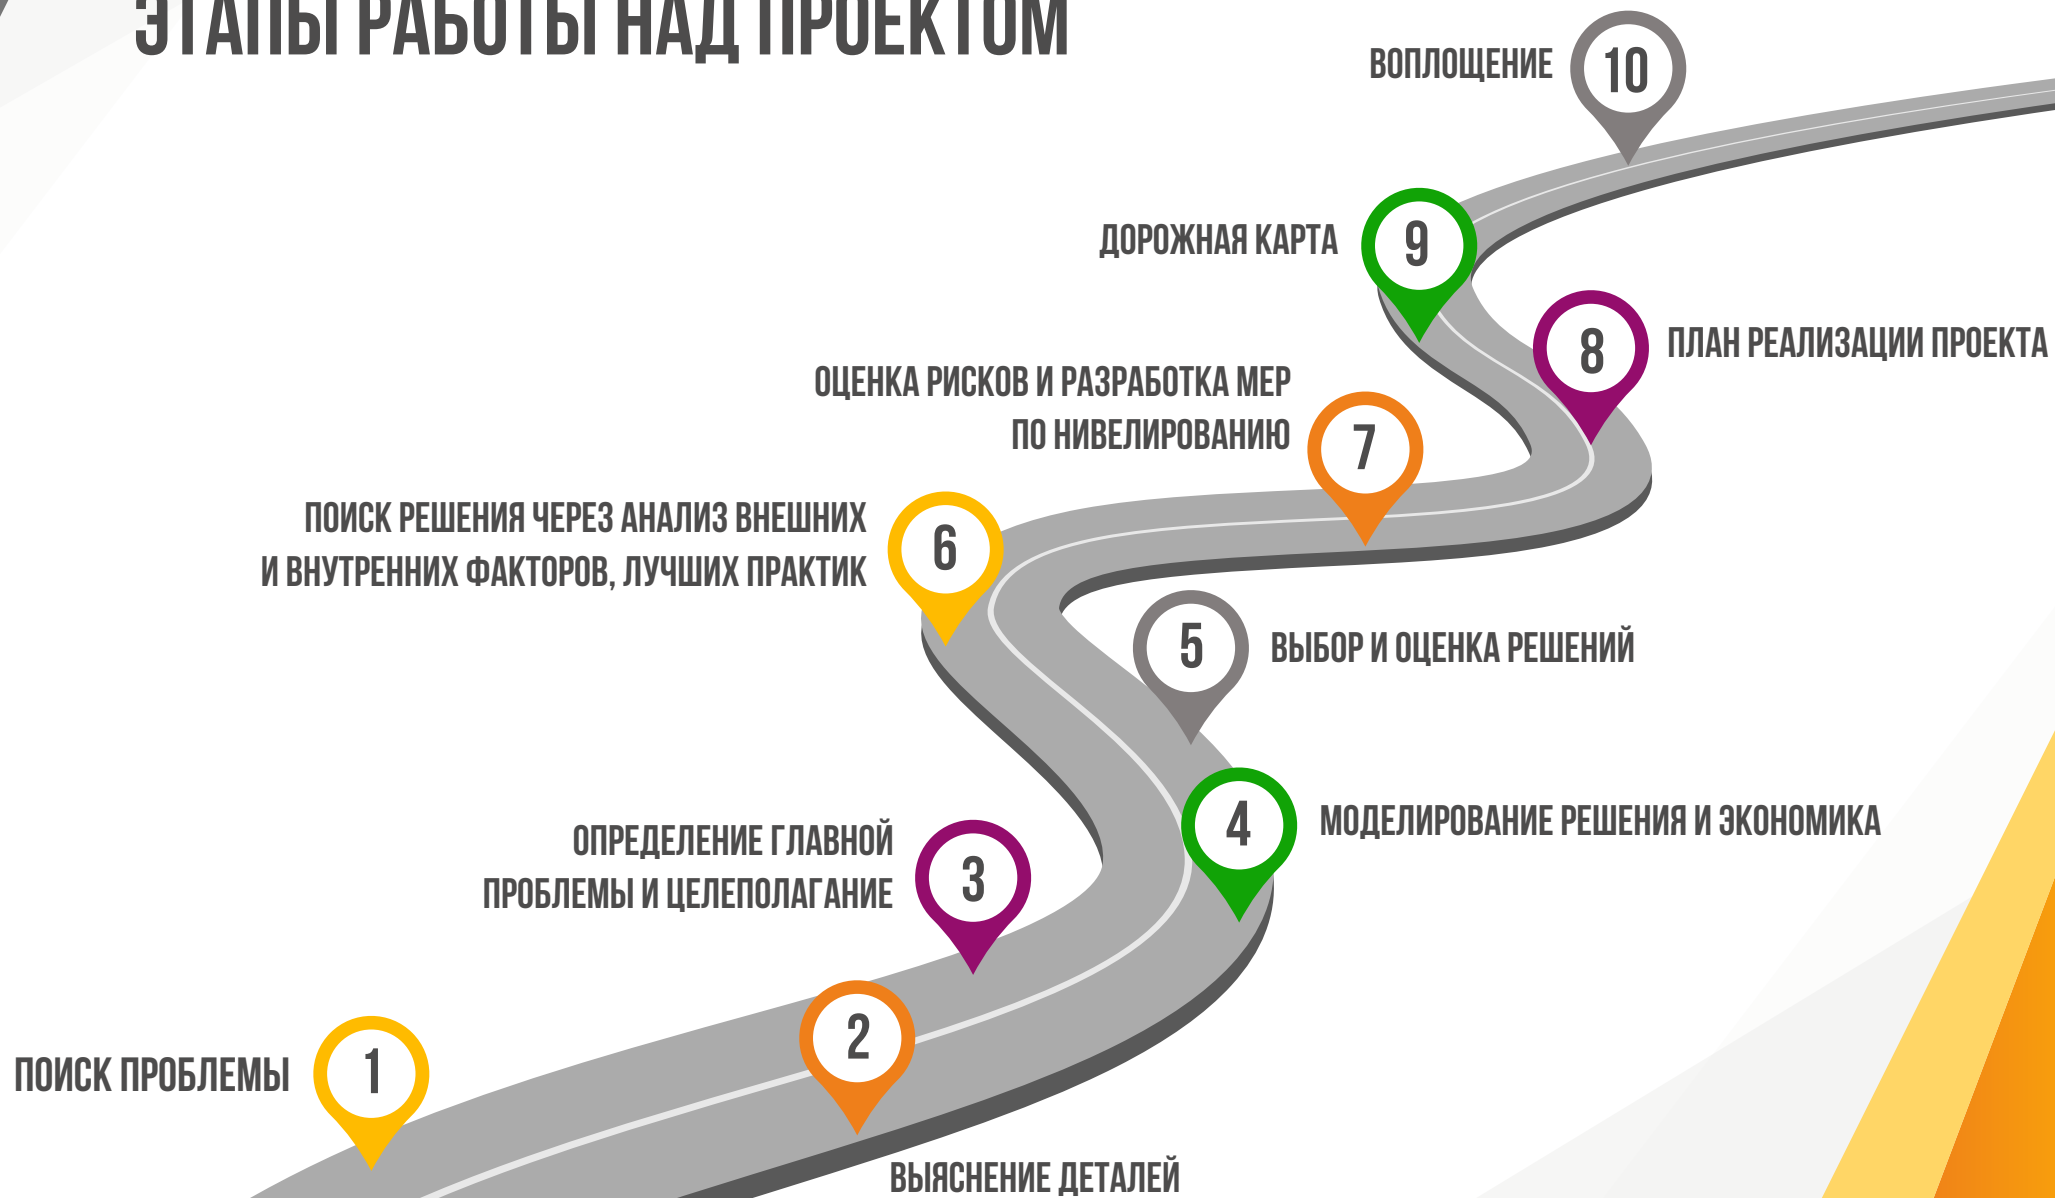 ЭТАПЫ РАБОТЫ НАД ПРОЕКТОМ
ВОПЛОЩЕНИЕ
10
ДОРОЖНАЯ КАРТА
9
8
ПЛАН РЕАЛИЗАЦИИ ПРОЕКТА
ОЦЕНКА РИСКОВ И РАЗРАБОТКА МЕР
ПО НИВЕЛИРОВАНИЮ
7
ПОИСК РЕШЕНИЯ ЧЕРЕЗ АНАЛИЗ ВНЕШНИХ
И ВНУТРЕННИХ ФАКТОРОВ, ЛУЧШИХ ПРАКТИК
6
5
ВЫБОР И ОЦЕНКА РЕШЕНИЙ
4
МОДЕЛИРОВАНИЕ РЕШЕНИЯ И ЭКОНОМИКА
ОПРЕДЕЛЕНИЕ ГЛАВНОЙ
ПРОБЛЕМЫ И ЦЕЛЕПОЛАГАНИЕ
3
2
ВЫЯСНЕНИЕ ДЕТАЛЕЙ
ПОИСК ПРОБЛЕМЫ
1